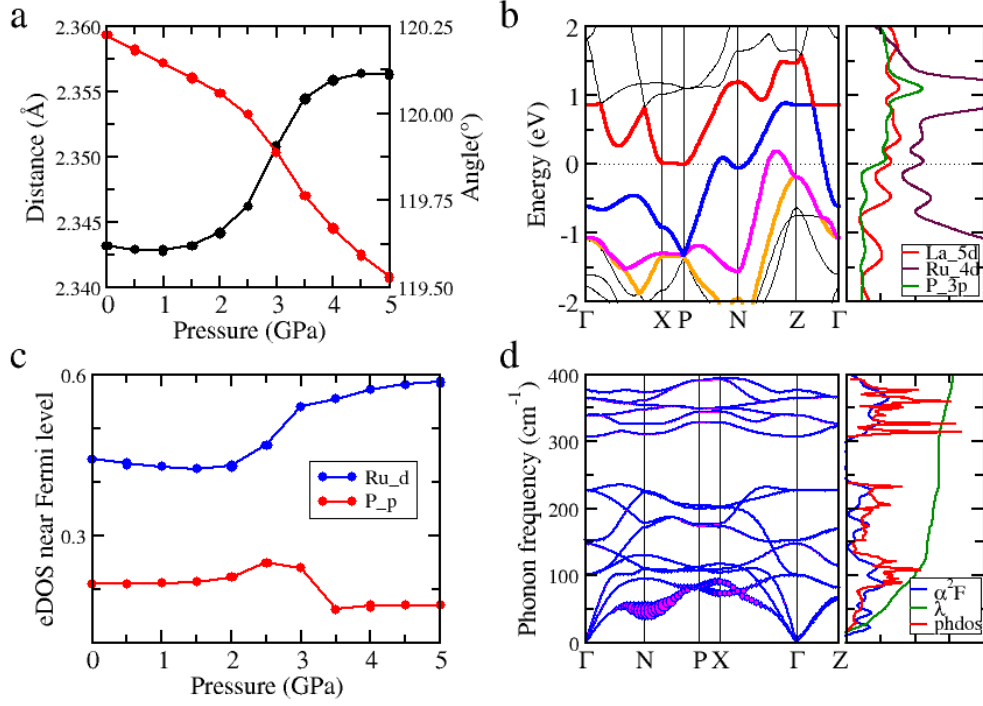 a
2.360
2.355
2.350
2.345
2.340
Distance (Å)
120.25
120.00
119.75
119.50
Angle(°)
0 1 2 3 4 5
Pressure (GPa)
b
2
1
0
-1
-2
Energy (eV)
Γ X P N Z Γ
La_5d
Ru_4d
P_3p
c
0.6
0.3
eDOS near Fermi level
Ru_d
P_p
0 1 2 3 4 5
Pressure (GPa)
d
400
300
200
100
0
Phonon frequency (cm⁻¹)
Γ N P X Γ Z
α²F
λ
phdos